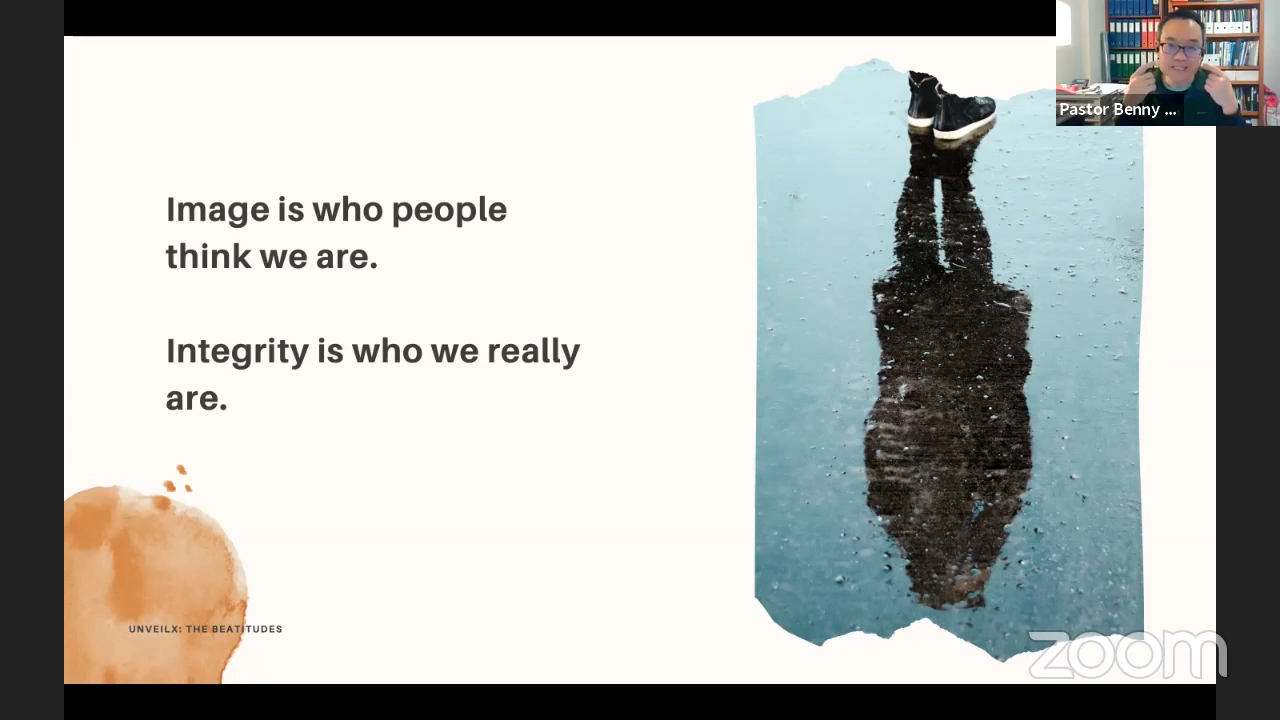 Image is who people
think we are.
Integrity is who we really
are.
UNVEILX: THE BEATITUDES
Pastor Benny ...
zoom